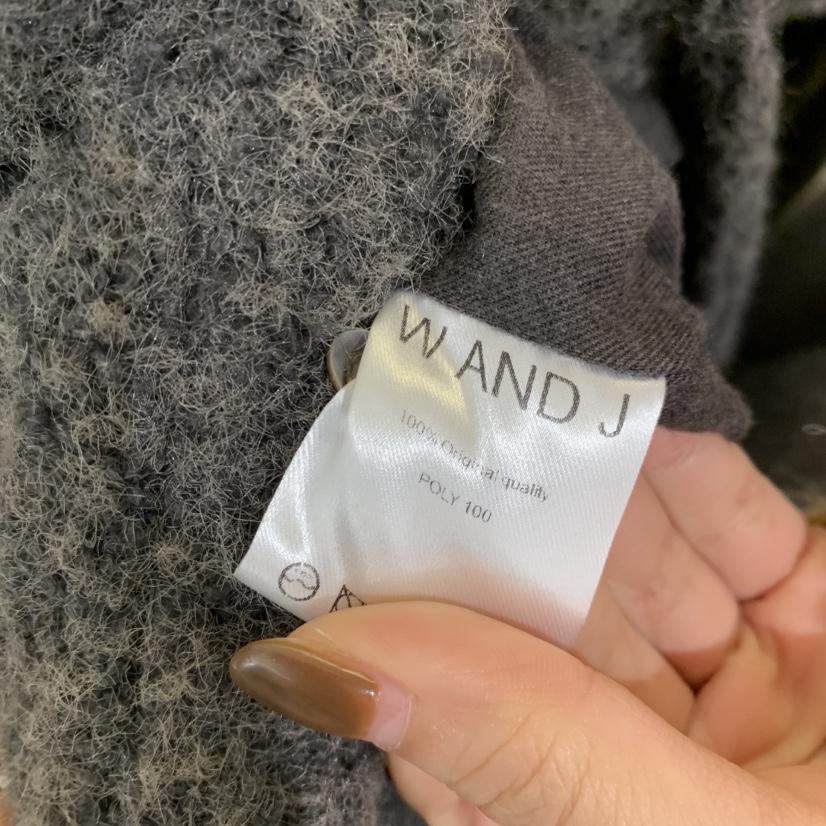 W AND J
100% Original quality
POLY 100